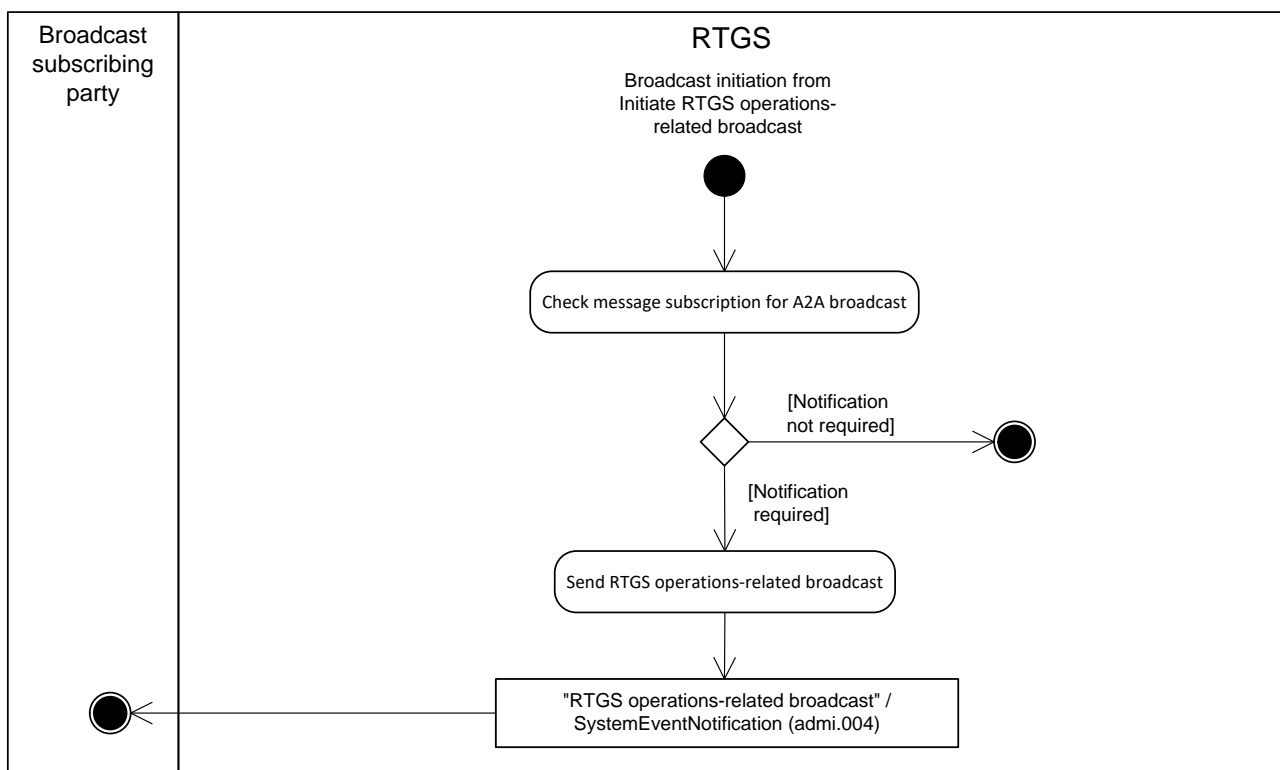 Broadcast
subscribing
party
RTGS
Broadcast initiation from
Initiate RTGS operations-
related broadcast
Check message subscription for A2A broadcast
[Notification
not required]
[Notification
required]
Send RTGS operations-related broadcast
"RTGS operations-related broadcast" /
SystemEventNotification (admi.004)